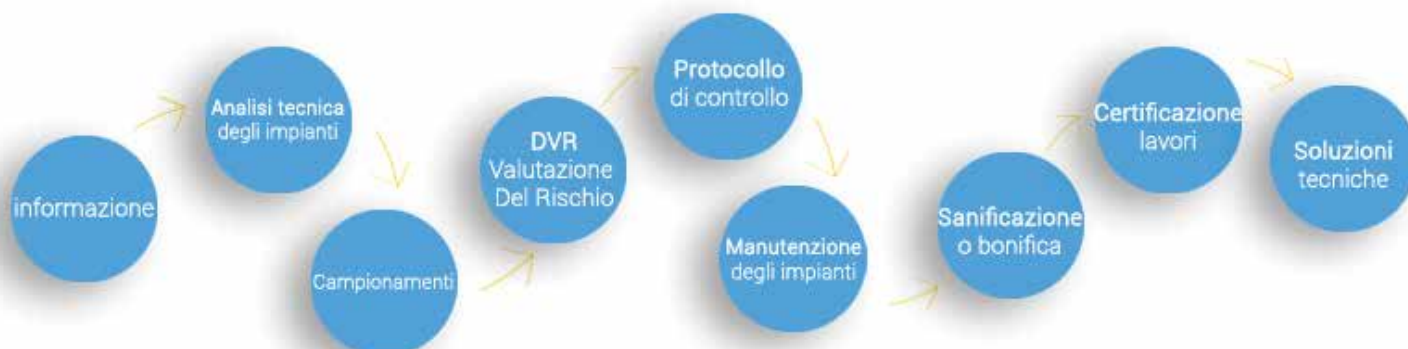 informazione
Analisi tecnica
degli impianti
Campionamenti
DVR
Valutazione
Del Rischio
Protocollo
di controllo
Manutenzione
degli impianti
Sanificazione
o bonifica
Certificazione
lavori
Soluzioni
tecniche